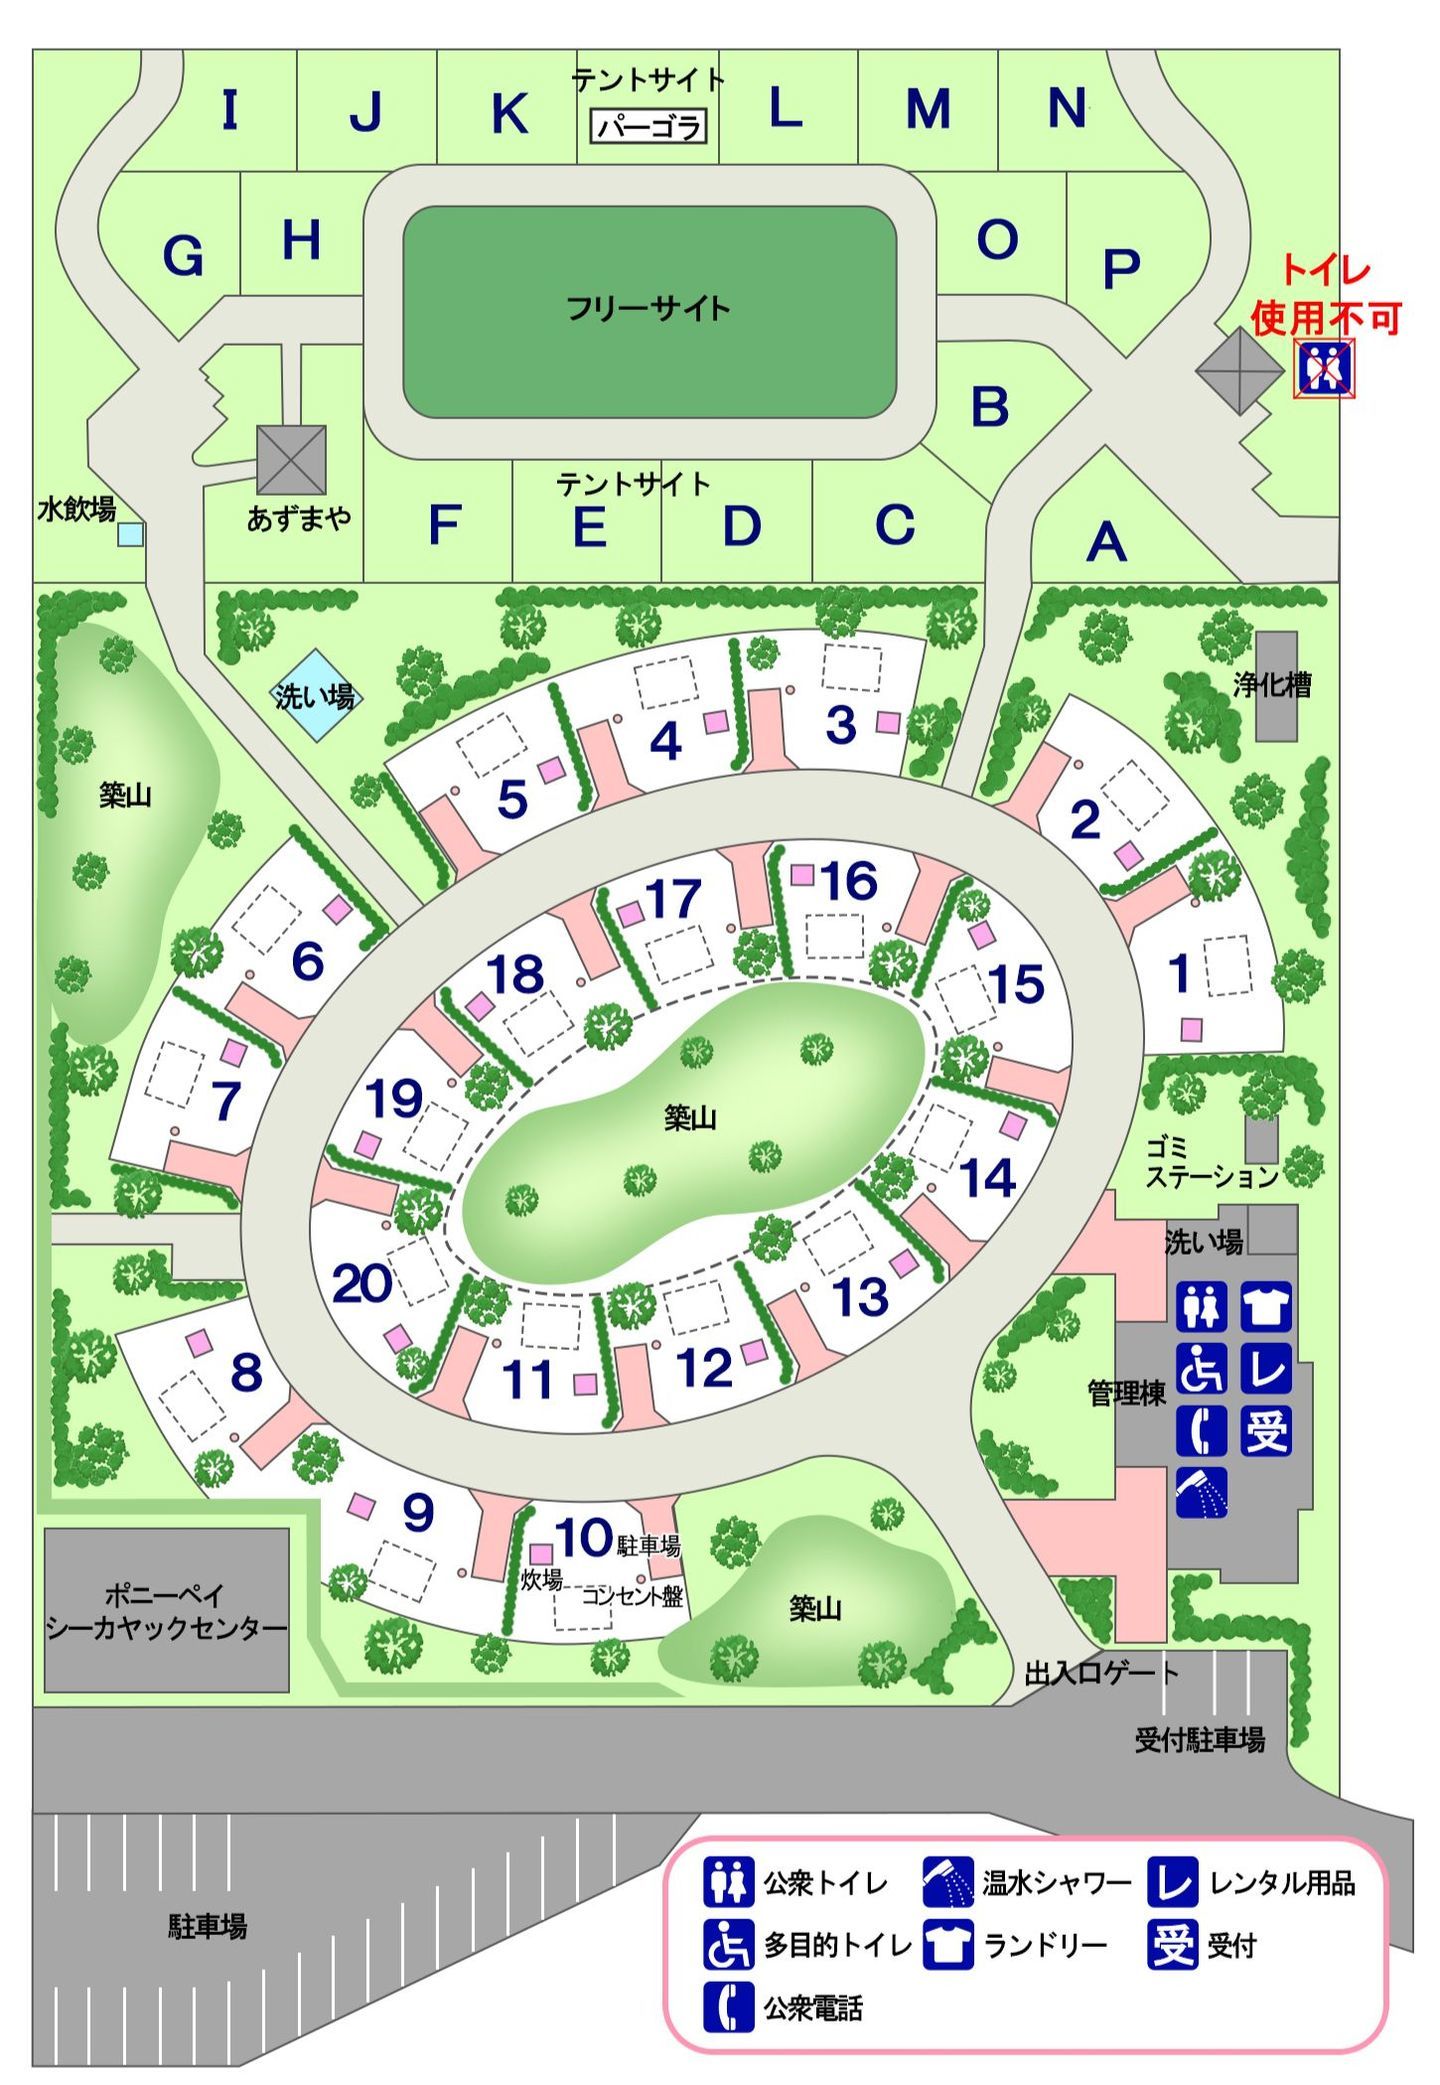 テントサイト
I
J
K
パーゴラ
L
M
N
G
H
O
P
フリーサイト
トイレ
使用不可
B
テントサイト
水飲場
あずまや
F
E
D
C
A
洗い場
浄化槽
築山
5
4
3
2
1
6
7
18
17
16
15
19
築山
14
20
13
11
12
8
9
10
駐車場
炊場
コンセント盤
ゴミ
ステーション
洗い場
管理棟
レ
受
ポニーベイ
シーカヤックセンター
築山
出入口ゲート
受付駐車場
駐車場
公衆トイレ
温水シャワー
レ
レンタル用品
多目的トイレ
ランドリー
受
受付
公衆電話